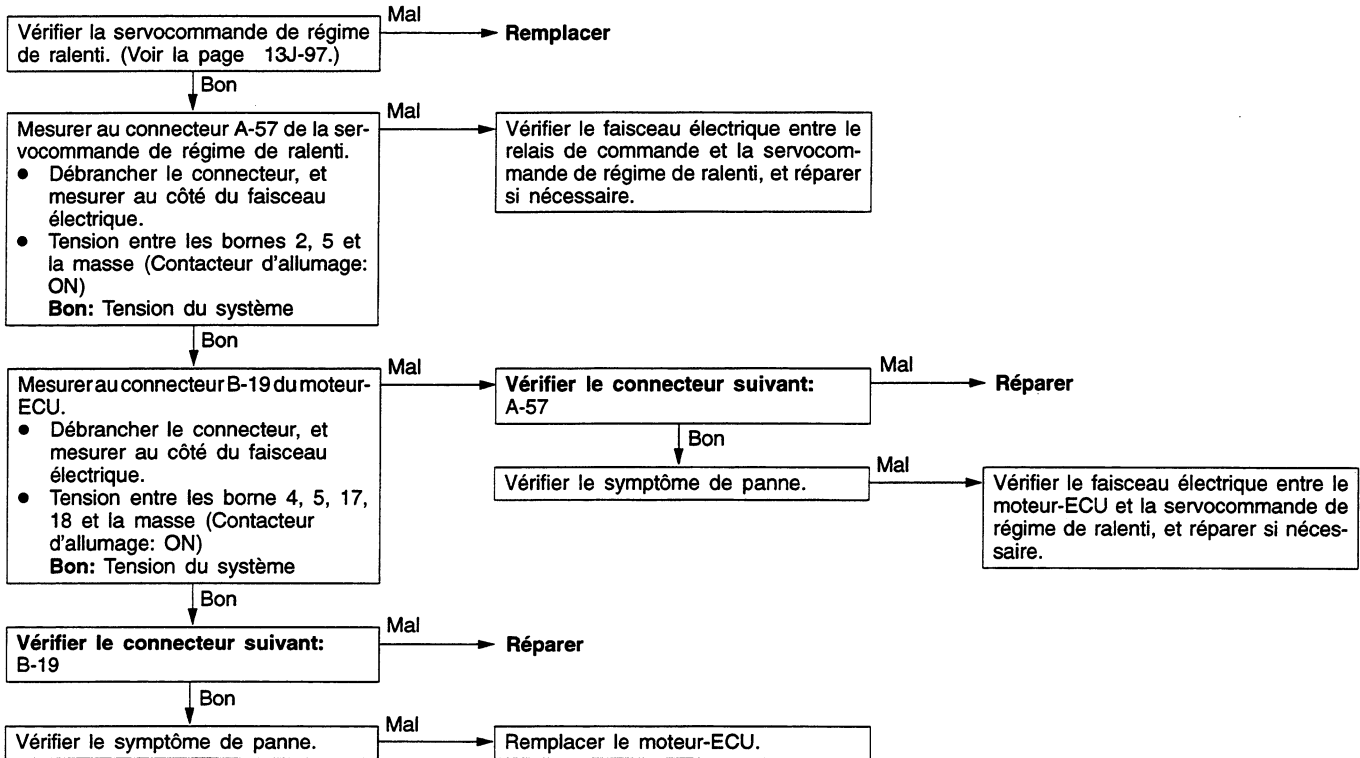 Vérifier la servocommande de régime
de ralenti. (Voir la page 13J-97.)
Mal
Remplacer
Bon
Mesurer au connecteur A-57 de la ser-
vocommande de régime de ralenti.
● Débrancher le connecteur, et
mesurer au côté du faisceau
électrique.
● Tension entre les bornes 2, 5 et
la masse (Contacteur d'allumage:
ON)
Bon: Tension du système
Mal
Vérifier le faisceau électrique entre le
relais de commande et la servocom-
mande de régime de ralenti, et réparer
si nécessaire.
Bon
Mesurer au connecteur B-19 du moteur-
ECU.
● Débrancher le connecteur, et
mesurer au côté du faisceau
électrique.
● Tension entre les borne 4, 5, 17,
18 et la masse (Contacteur
d'allumage: ON)
Bon: Tension du système
Mal
Vérifier le connecteur suivant:
A-57
Mal
Réparer
Bon
Vérifier le symptôme de panne.
Mal
Vérifier le faisceau électrique entre le
moteur-ECU et la servocommande de
régime de ralenti, et réparer si néces-
saire.
Bon
Vérifier le connecteur suivant:
B-19
Mal
Réparer
Bon
Vérifier le symptôme de panne.
Mal
Remplacer le moteur-ECU.